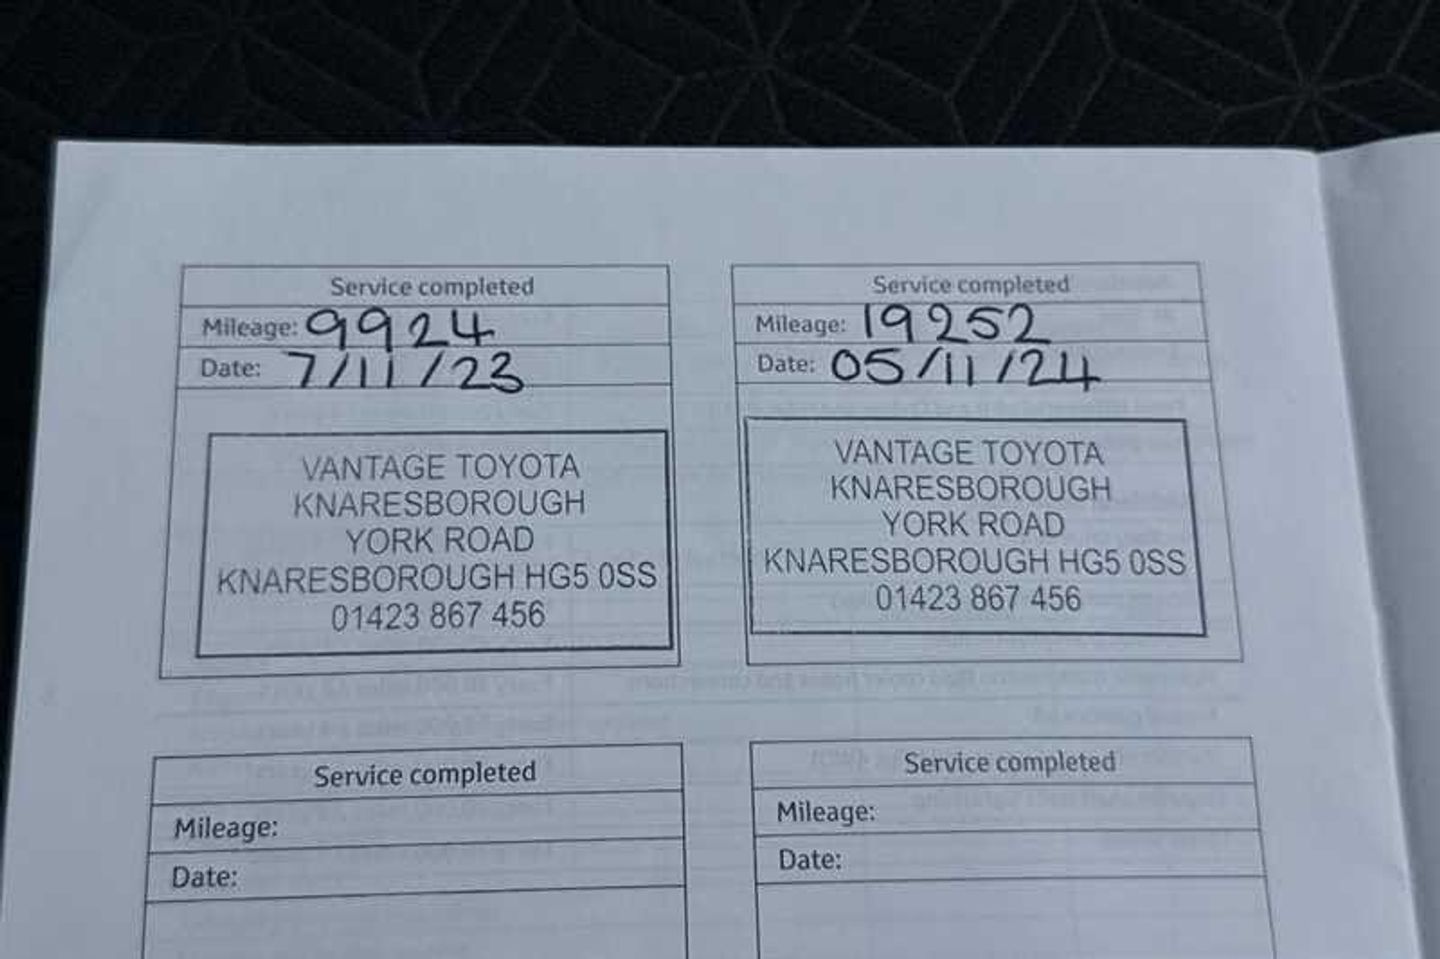 Service completed
Mileage: 9924
Date: 7/11/23
VANTAGE TOYOTA
KNARESBOROUGH
YORK ROAD
KNARESBOROUGH HG5 0SS
01423 867 456
Service completed
Mileage: 19252
Date: 05/11/24
VANTAGE TOYOTA
KNARESBOROUGH
YORK ROAD
KNARESBOROUGH HG5 0SS
01423 867 456
Service completed
Mileage:
Date:
Service completed
Mileage:
Date: